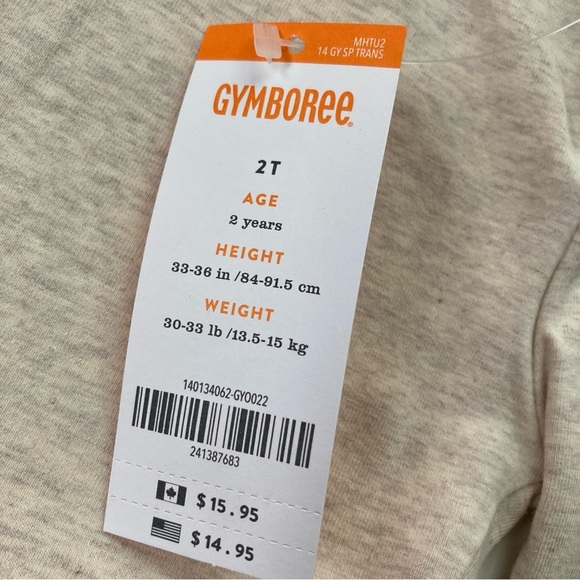 MHTU2
14 GY SP TRANS
GYMBOREE®
2T
AGE
2 years
HEIGHT
33-36 in /84-91.5 cm
WEIGHT
30-33 lb /13.5-15 kg
140134062-GYO022
241387683
$15.95
$14.95